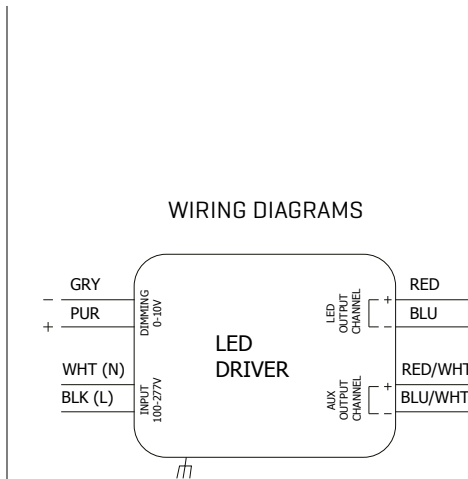 WIRING DIAGRAMS
− GRY
+ PUR
DIMMING
0-10V
WHT (N)
BLK (L)
INPUT
100-277V
LED
DRIVER
LED
OUTPUT
CHANNEL
+ RED
− BLU
AUX
OUTPUT
CHANNEL
+ RED/WHT
− BLU/WHT